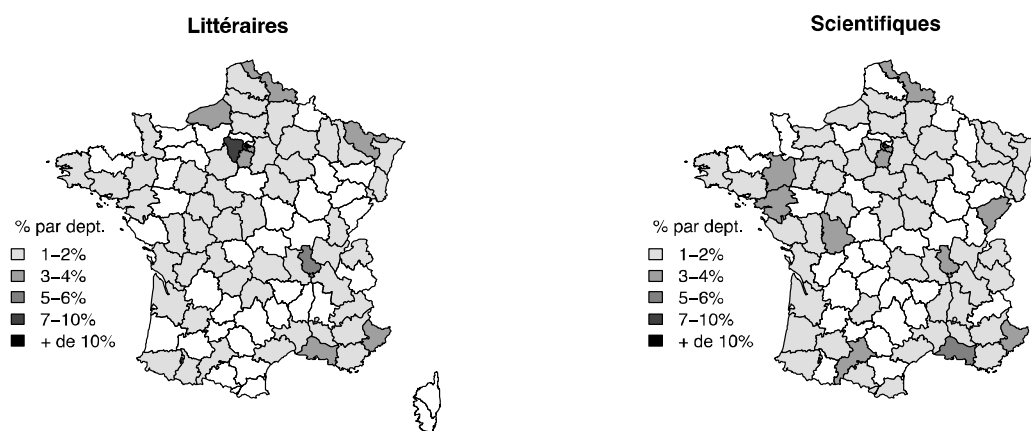 Littéraires
% par dept.
1–2%
3–4%
5–6%
7–10%
+ de 10%
Scientifiques
% par dept.
1–2%
3–4%
5–6%
7–10%
+ de 10%